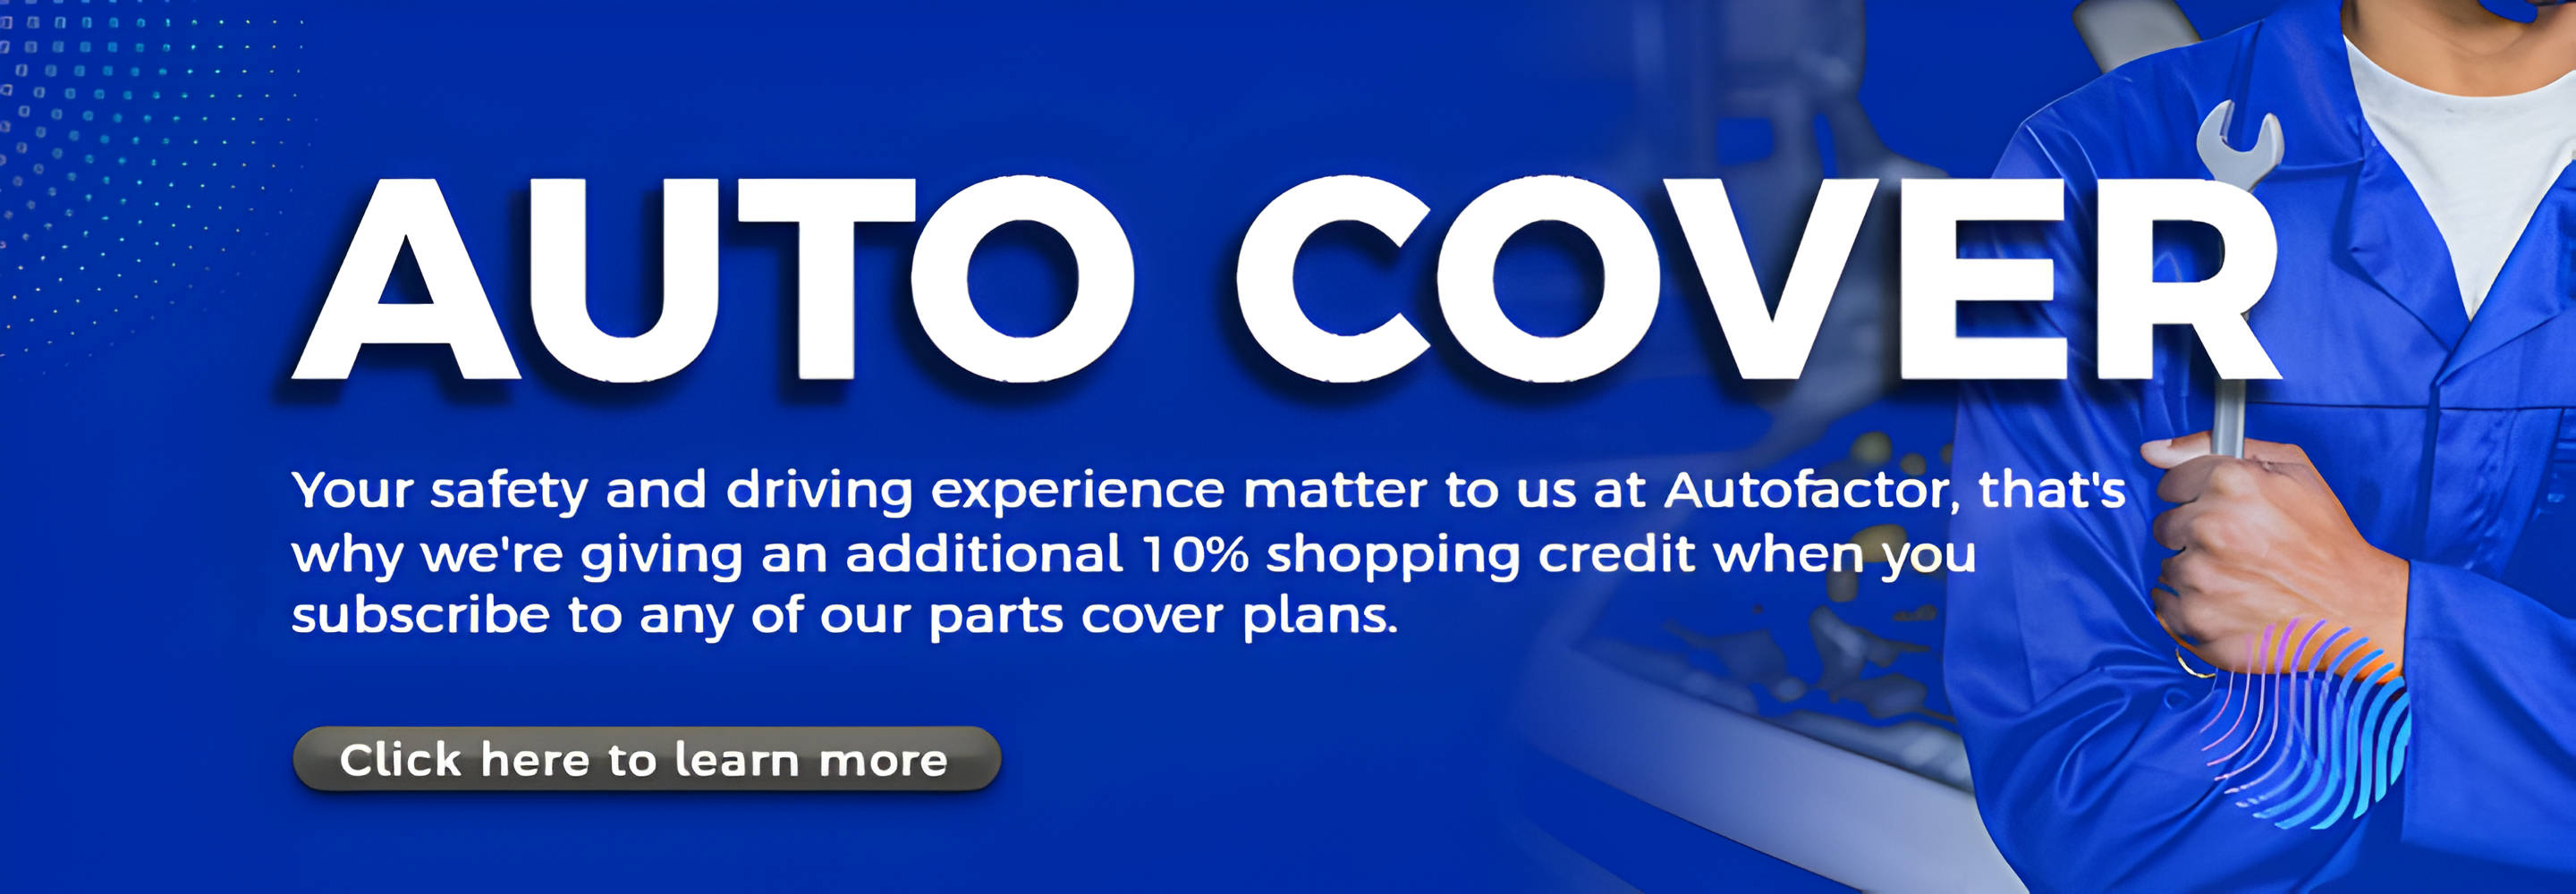 AUTO COVER
Your safety and driving experience matter to us at Autofactor, that's
why we're giving an additional 10% shopping credit when you
subscribe to any of our parts cover plans.
Click here to learn more